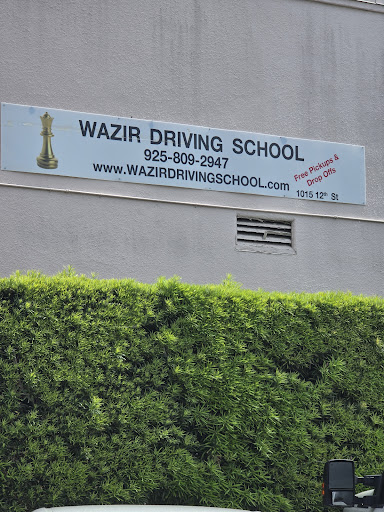 WAZIR DRIVING SCHOOL
925-809-2947
www.WAZIRDRIVINGSCHOOL.com
Free Pickups &
Drop Offs
1015 12th St